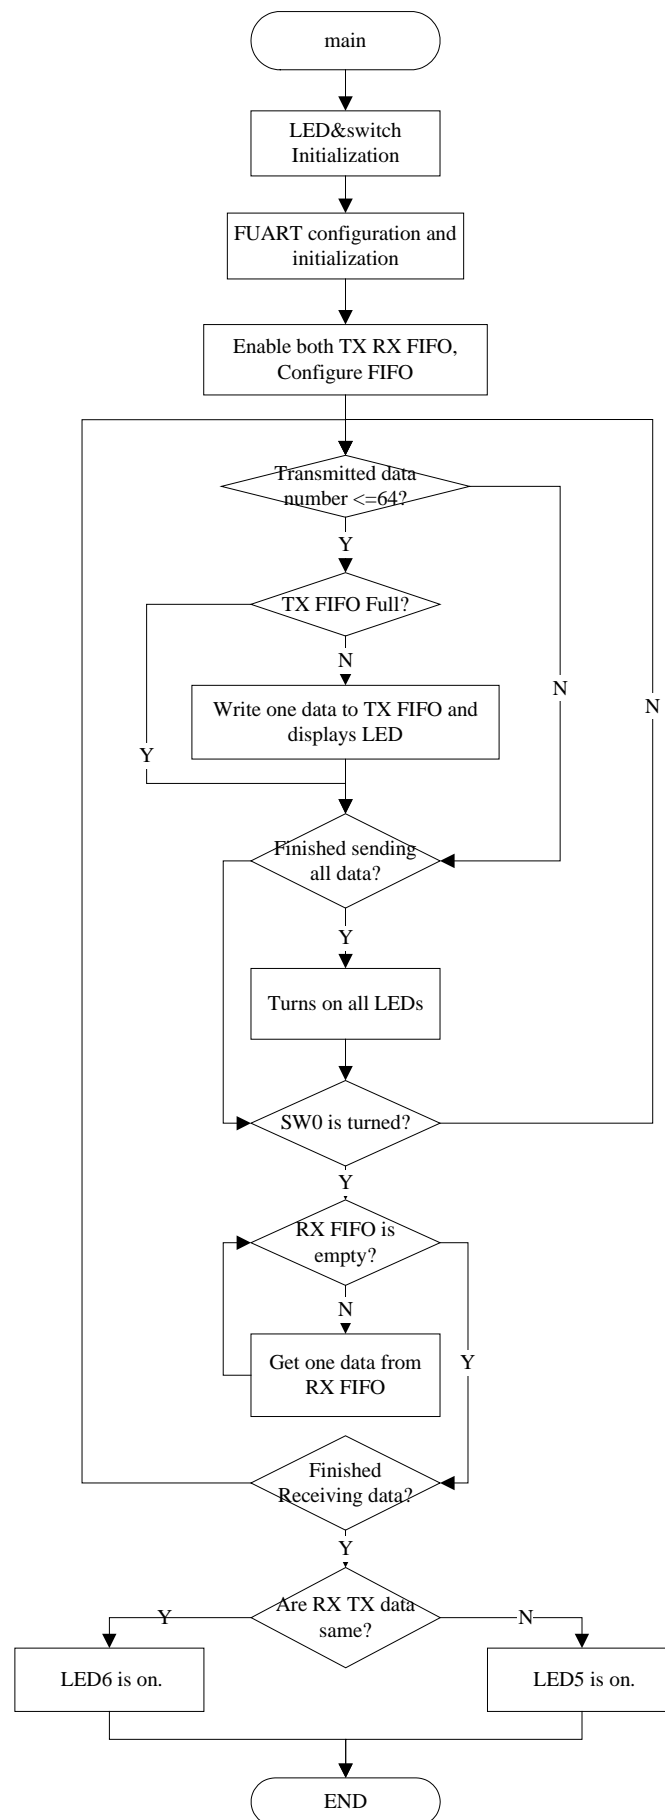 main
LED&switch
Initialization
FUART configuration and
initialization
Enable both TX RX FIFO,
Configure FIFO
Transmitted data
number <=64?
Y
N
TX FIFO Full?
N
Y
Write one data to TX FIFO and
displays LED
N
Finished sending
all data?
Y
Turns on all LEDs
SW0 is turned?
Y
RX FIFO is
empty?
N
Y
Get one data from
RX FIFO
Finished
Receiving data?
Y
Are RX TX data
same?
Y
N
LED6 is on.
LED5 is on.
END